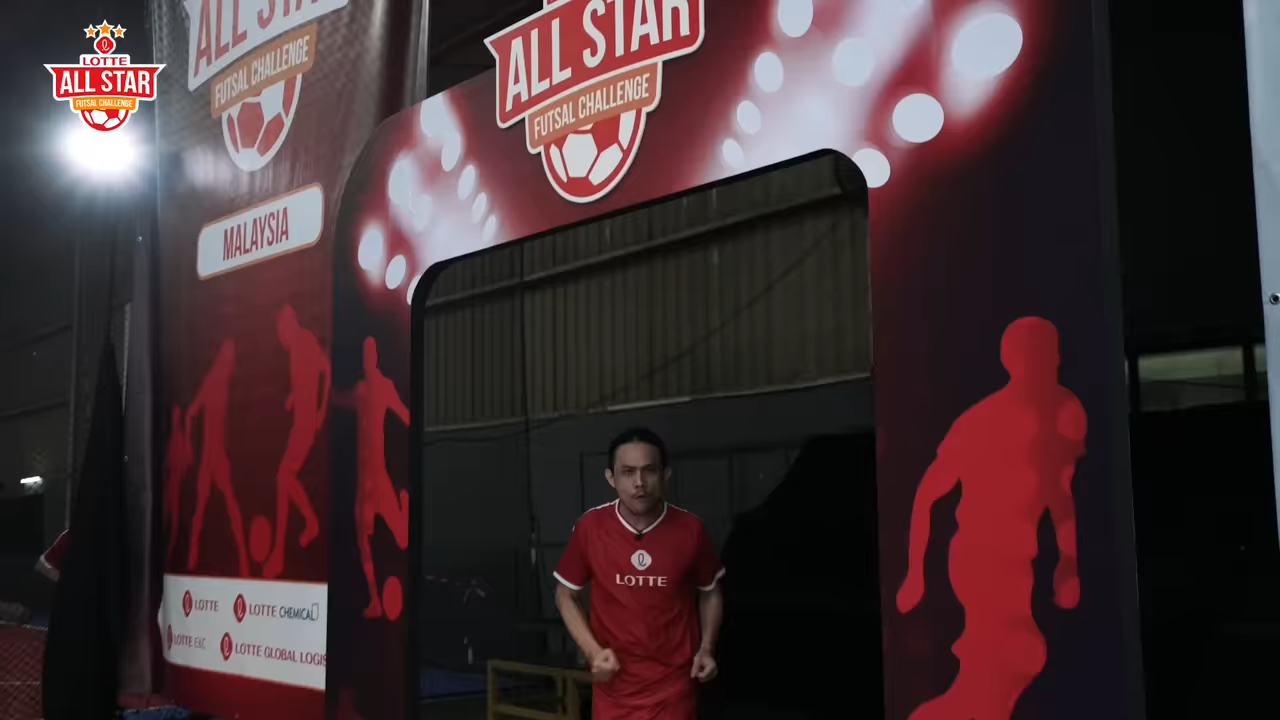 LOTTE
ALL STAR
FUTSAL CHALLENGE
ALL STAR
FUTSAL CHALLENGE
MALAYSIA
ALL STAR
FUTSAL CHALLENGE
LOTTE
LOTTE
LOTTE CHEMICAL
LOTTE E&C
LOTTE GLOBAL LOGIS